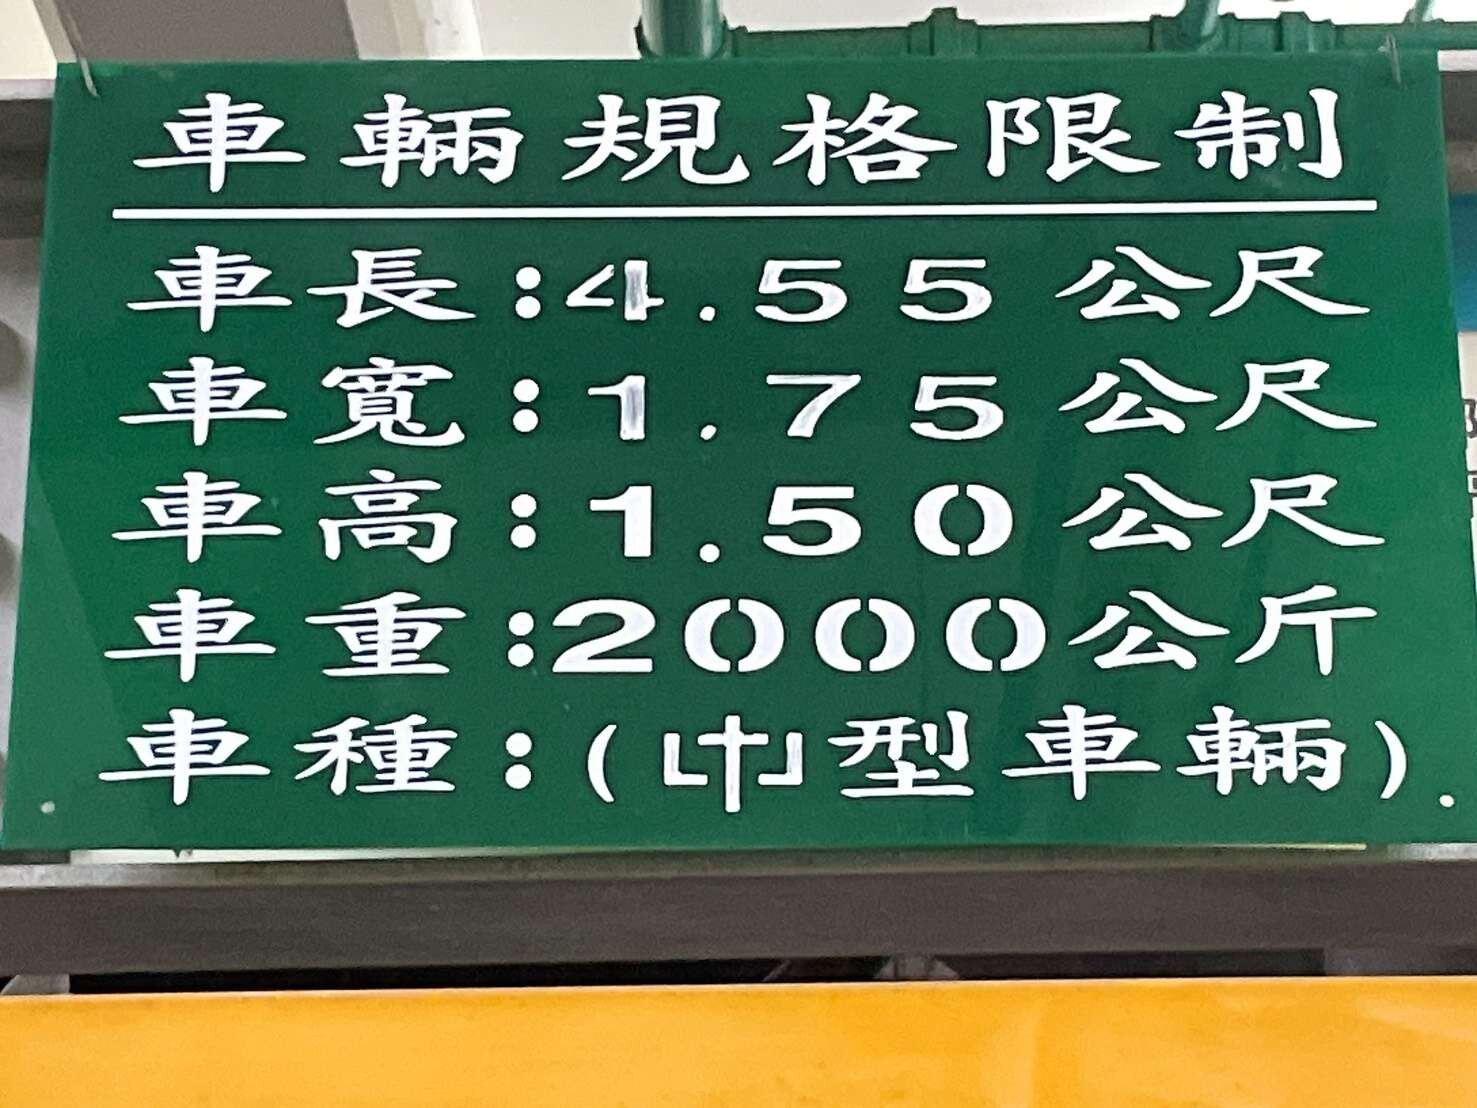 車輛規格限制
車長:4.55公尺
車寬:1.75公尺
車高:1.50公尺
車重:2000公斤
車種:(中型車輛)